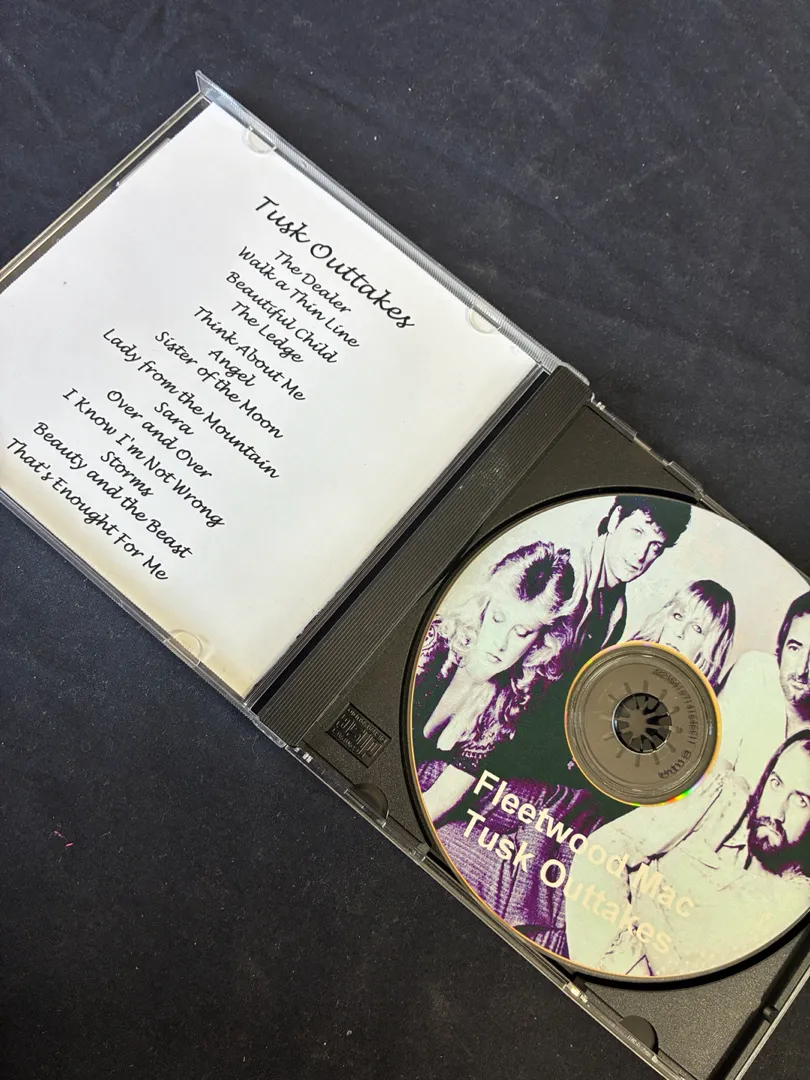 Tusk Outtakes
The Dealer
Walk a Thin Line
Beautiful Child
The Ledge
Think About Me
Angel
Sister of the Moon
Lady from the Mountain
Sara
Over and Over
I Know I'm Not Wrong
Storms
Beauty and the Beast
That's Enought For Me
Fleetwood Mac
Tusk Outtakes